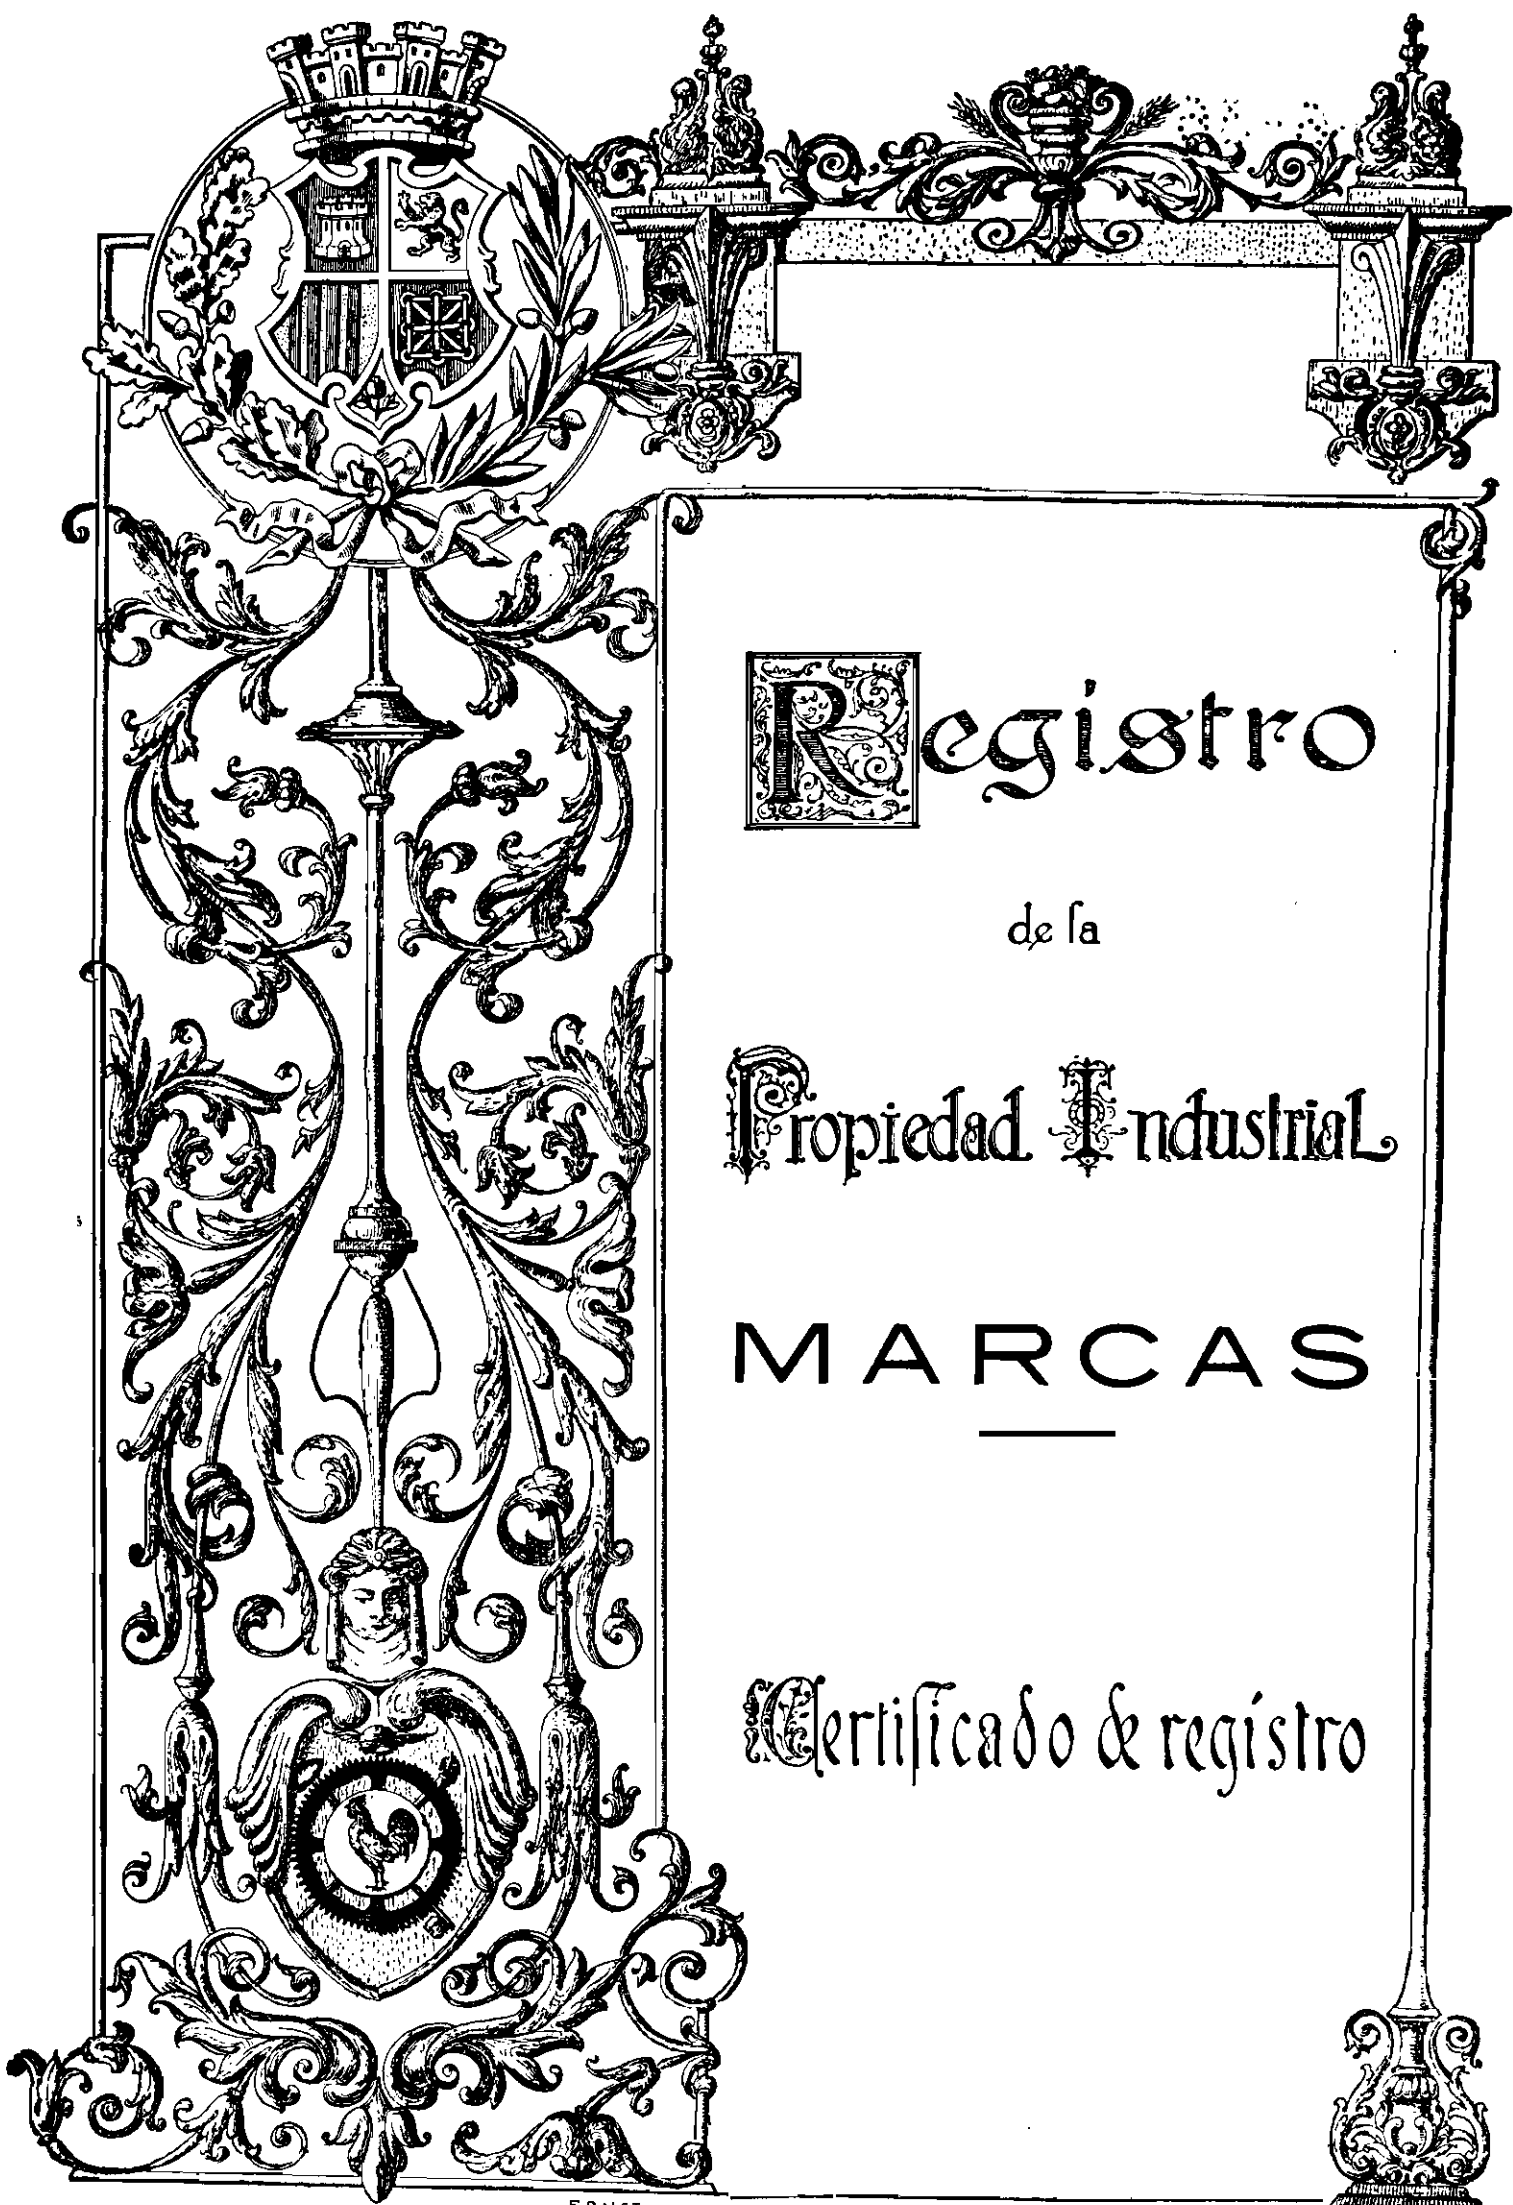 Registro
de la
Propiedad Industrial
MARCAS
Certificado de registro